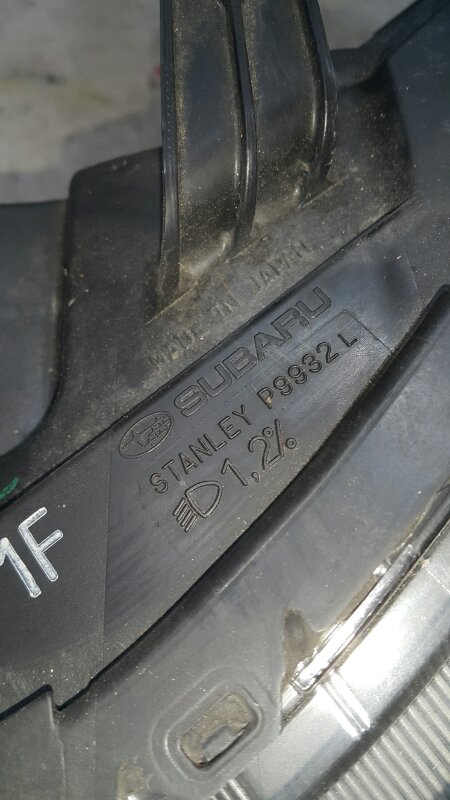 MADE IN JAPAN
SUBARU
STANLEY P9932 L
1,2%
1F